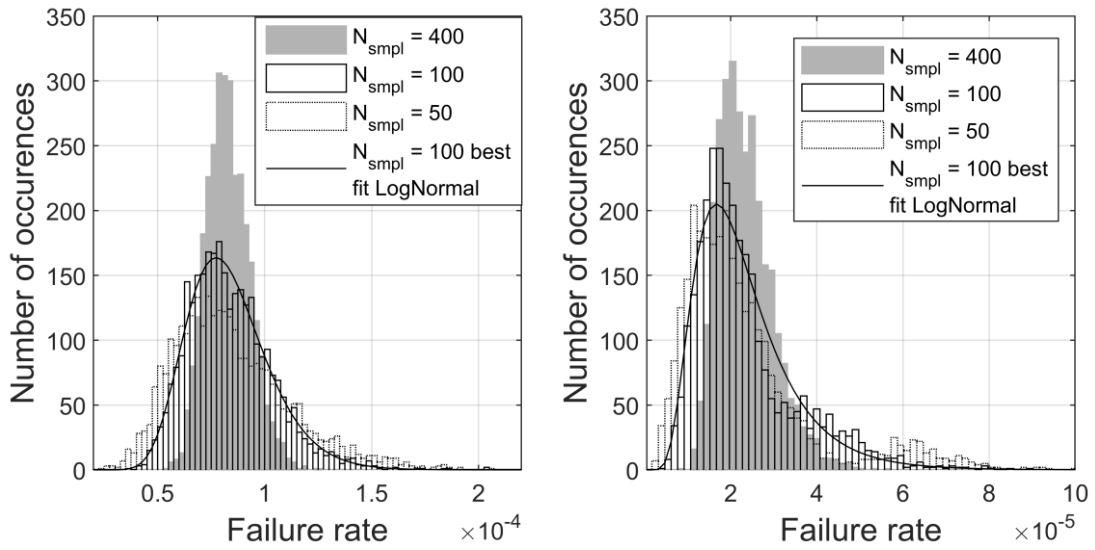 350
300
250
200
150
100
50
0
Number of occurences
N_smpl = 400
N_smpl = 100
N_smpl = 50
N_smpl = 100 best
fit LogNormal
0.5
1
1.5
2
×10^-4
Failure rate
350
300
250
200
150
100
50
0
Number of occurences
N_smpl = 400
N_smpl = 100
N_smpl = 50
N_smpl = 100 best
fit LogNormal
2
4
6
8
10
×10^-5
Failure rate